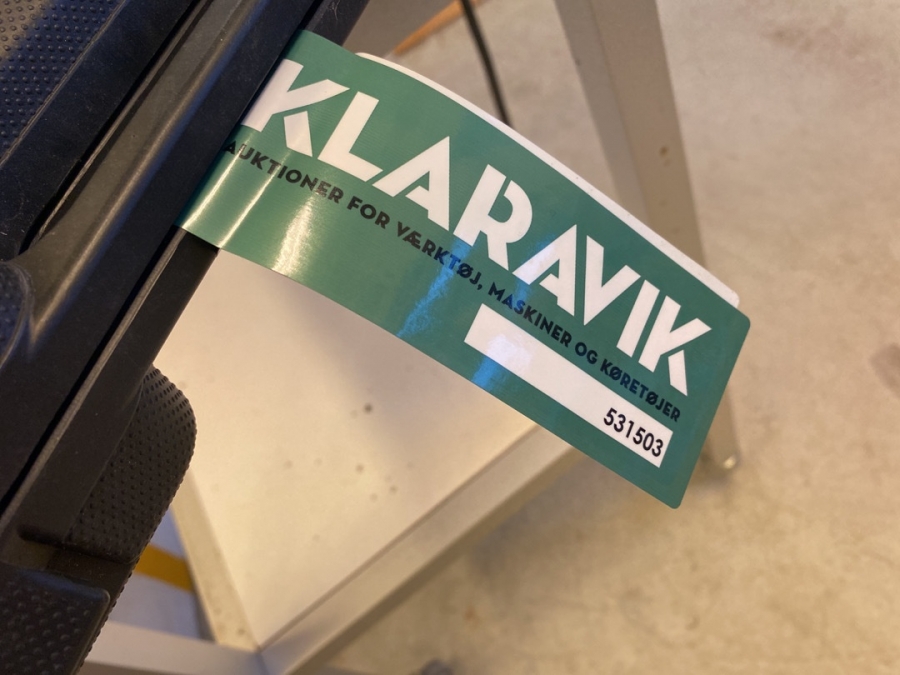 KLARAVIK
AUKTIONER FOR VÆRKTØJ, MASKINER OG KØRETØJER
531503